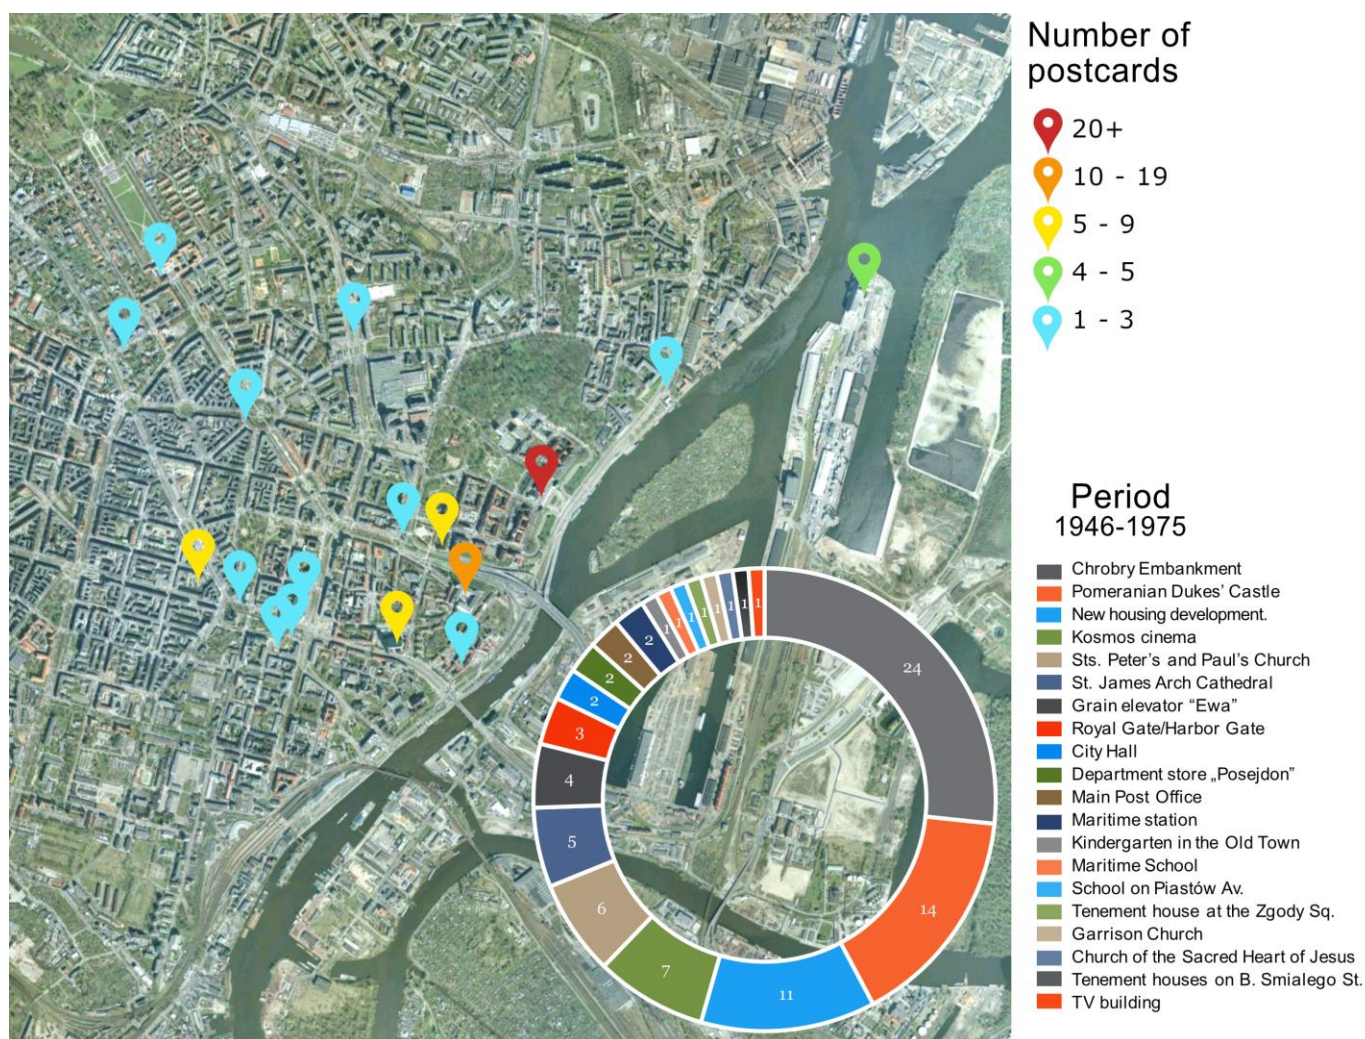 Number of
postcards
20+
10 - 19
5 - 9
4 - 5
1 - 3
Period
1946-1975
Chrobry Embankment
Pomeranian Dukes' Castle
New housing development.
Kosmos cinema
Sts. Peter's and Paul's Church
St. James Arch Cathedral
Grain elevator "Ewa"
Royal Gate/Harbor Gate
City Hall
Department store „Posejdon"
Main Post Office
Maritime station
Kindergarten in the Old Town
Maritime School
School on Piastów Av.
Tenement house at the Zgody Sq.
Garrison Church
Church of the Sacred Heart of Jesus
Tenement houses on B. Smialego St.
TV building
24
14
11
7
6
5
4
3
2
2
2
2
1
1
1
1
1
1
1
1